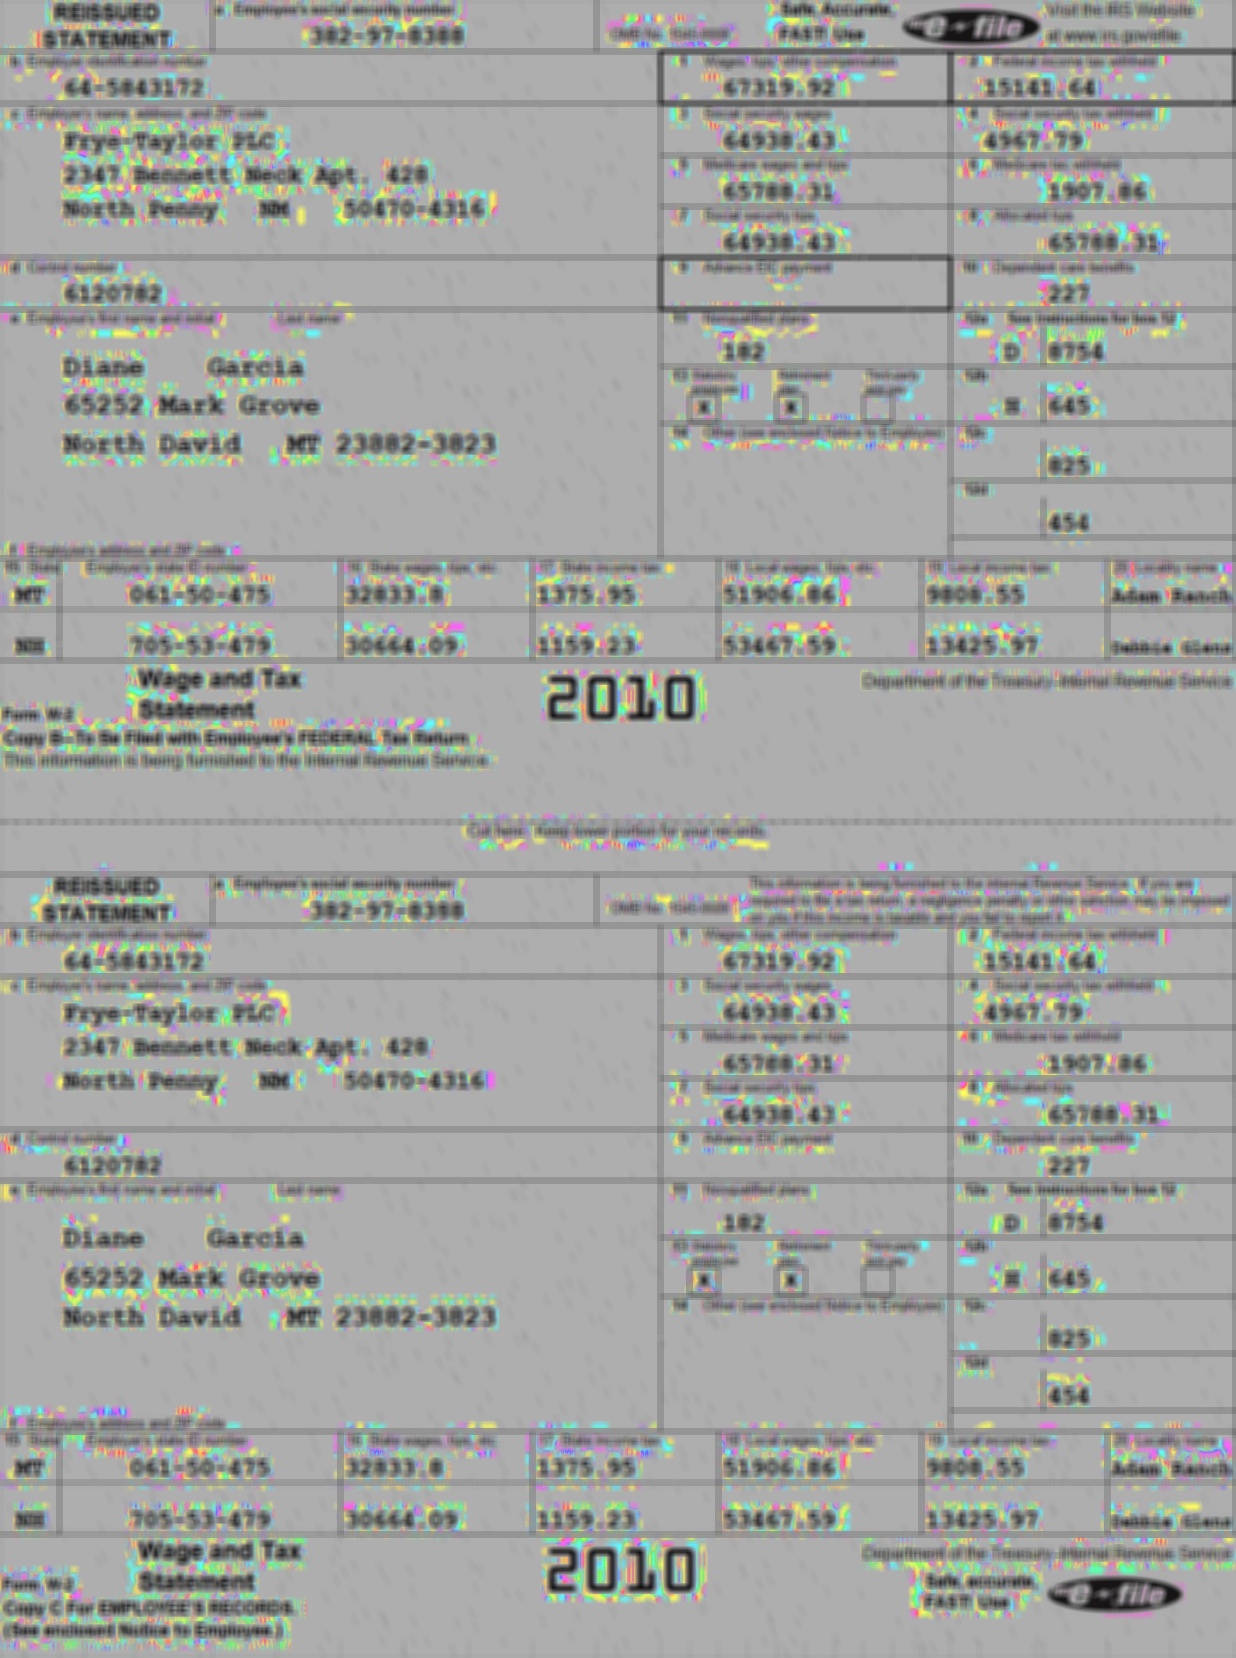 REISSUED STATEMENT
a Employee's social security number
382-97-8388
OMB No. 1545-0008
Safe, Accurate, FAST! Use
e-file
Visit the IRS Website at www.irs.gov/efile
b Employer identification number
64-5843172
1 Wages, tips, other compensation
67319.92
2 Federal income tax withheld
15141.64
c Employer's name, address, and ZIP code
Frye-Taylor PLC
2347 Bennett Neck Apt. 428
North Penny NM 50470-4316
3 Social security wages
64938.43
4 Social security tax withheld
4967.79
5 Medicare wages and tips
65788.31
6 Medicare tax withheld
1907.86
7 Social security tips
64938.43
8 Allocated tips
65788.31
d Control number
6120782
9 Advance EIC payment
10 Dependent care benefits
227
e Employee's first name and initial Last name
Diane Garcia
65252 Mark Grove
North David MT 23882-3823
11 Nonqualified plans
182
12a See instructions for box 12
D 8754
13 Statutory employee
X
Retirement plan
X
Third-party sick pay
12b
645
14 Other (see enclosed Notice to Employee)
12c
825
12d
454
f Employee's address and ZIP code
15 State Employer's state ID number 16 State wages, tips, etc. 17 State income tax 18 Local wages, tips, etc. 19 Local income tax 20 Locality name
MT 061-50-475 32833.8 1375.95 51906.86 9808.55 Adam Ranch
705-53-479 30664.09 1159.23 53467.59 13425.97 Debbie Glens
Wage and Tax
Form W-2 Statement
2010
Department of the Treasury-Internal Revenue Service
Copy B-To Be Filed with Employee's FEDERAL Tax Return
This information is being furnished to the Internal Revenue Service.
Cut here. Keep lower portion for your records.
REISSUED STATEMENT
a Employee's social security number
382-97-8388
OMB No. 1545-0008
This information is being furnished to the Internal Revenue Service. If you are
required to file a tax return, a negligence penalty or other sanction may be imposed
on you if this income is taxable and you fail to report it.
b Employer identification number
64-5843172
1 Wages, tips, other compensation
67319.92
2 Federal income tax withheld
15141.64
c Employer's name, address, and ZIP code
Frye-Taylor PLC
2347 Bennett Neck Apt. 428
North Penny NM 50470-4316
3 Social security wages
64938.43
4 Social security tax withheld
4967.79
5 Medicare wages and tips
65788.31
6 Medicare tax withheld
1907.86
7 Social security tips
64938.43
8 Allocated tips
65788.31
d Control number
6120782
9 Advance EIC payment
10 Dependent care benefits
227
e Employee's first name and initial Last name
Diane Garcia
65252 Mark Grove
North David MT 23882-3823
11 Nonqualified plans
182
12a See instructions for box 12
D 8754
13 Statutory employee
X
Retirement plan
X
Third-party sick pay
12b
645
14 Other (see enclosed Notice to Employee)
12c
825
12d
454
f Employee's address and ZIP code
15 State Employer's state ID number 16 State wages, tips, etc. 17 State income tax 18 Local wages, tips, etc. 19 Local income tax 20 Locality name
MT 061-50-475 32833.8 1375.95 51906.86 9808.55 Adam Ranch
705-53-479 30664.09 1159.23 53467.59 13425.97 Debbie Glens
Wage and Tax
Form W-2 Statement
2010
Department of the Treasury-Internal Revenue Service
Copy C For EMPLOYEE'S RECORDS.
(See enclosed Notice to Employee.)
Safe, accurate, FAST! Use
e-file